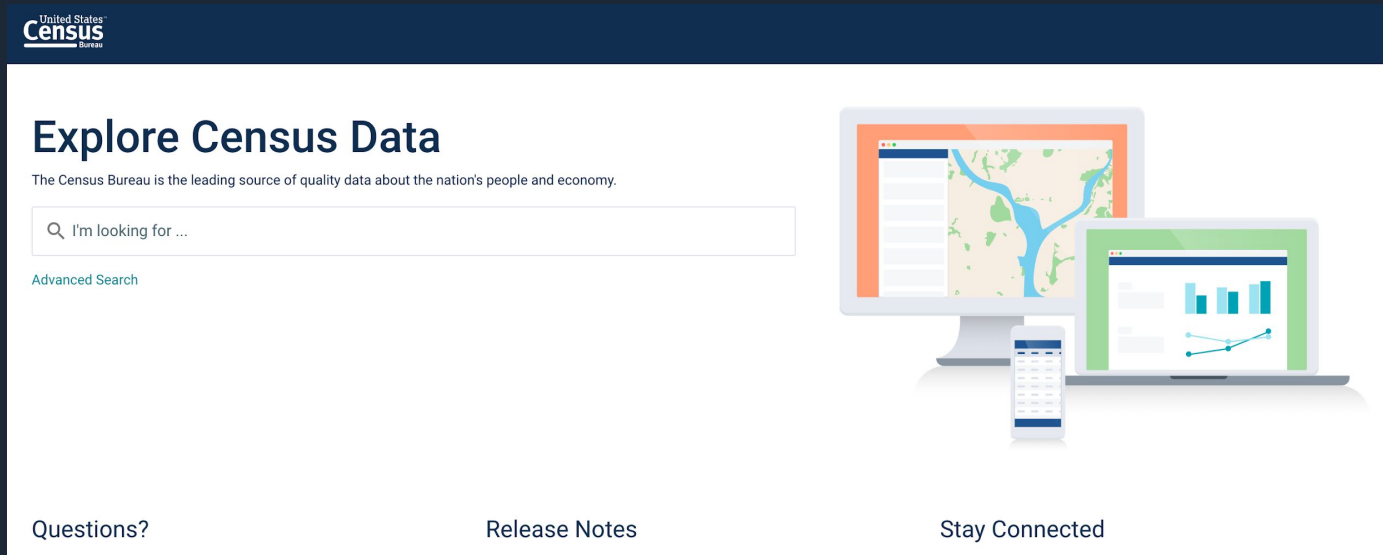 United States™
Census
Bureau
Explore Census Data
The Census Bureau is the leading source of quality data about the nation's people and economy.
I'm looking for ...
Advanced Search
Questions?
Release Notes
Stay Connected